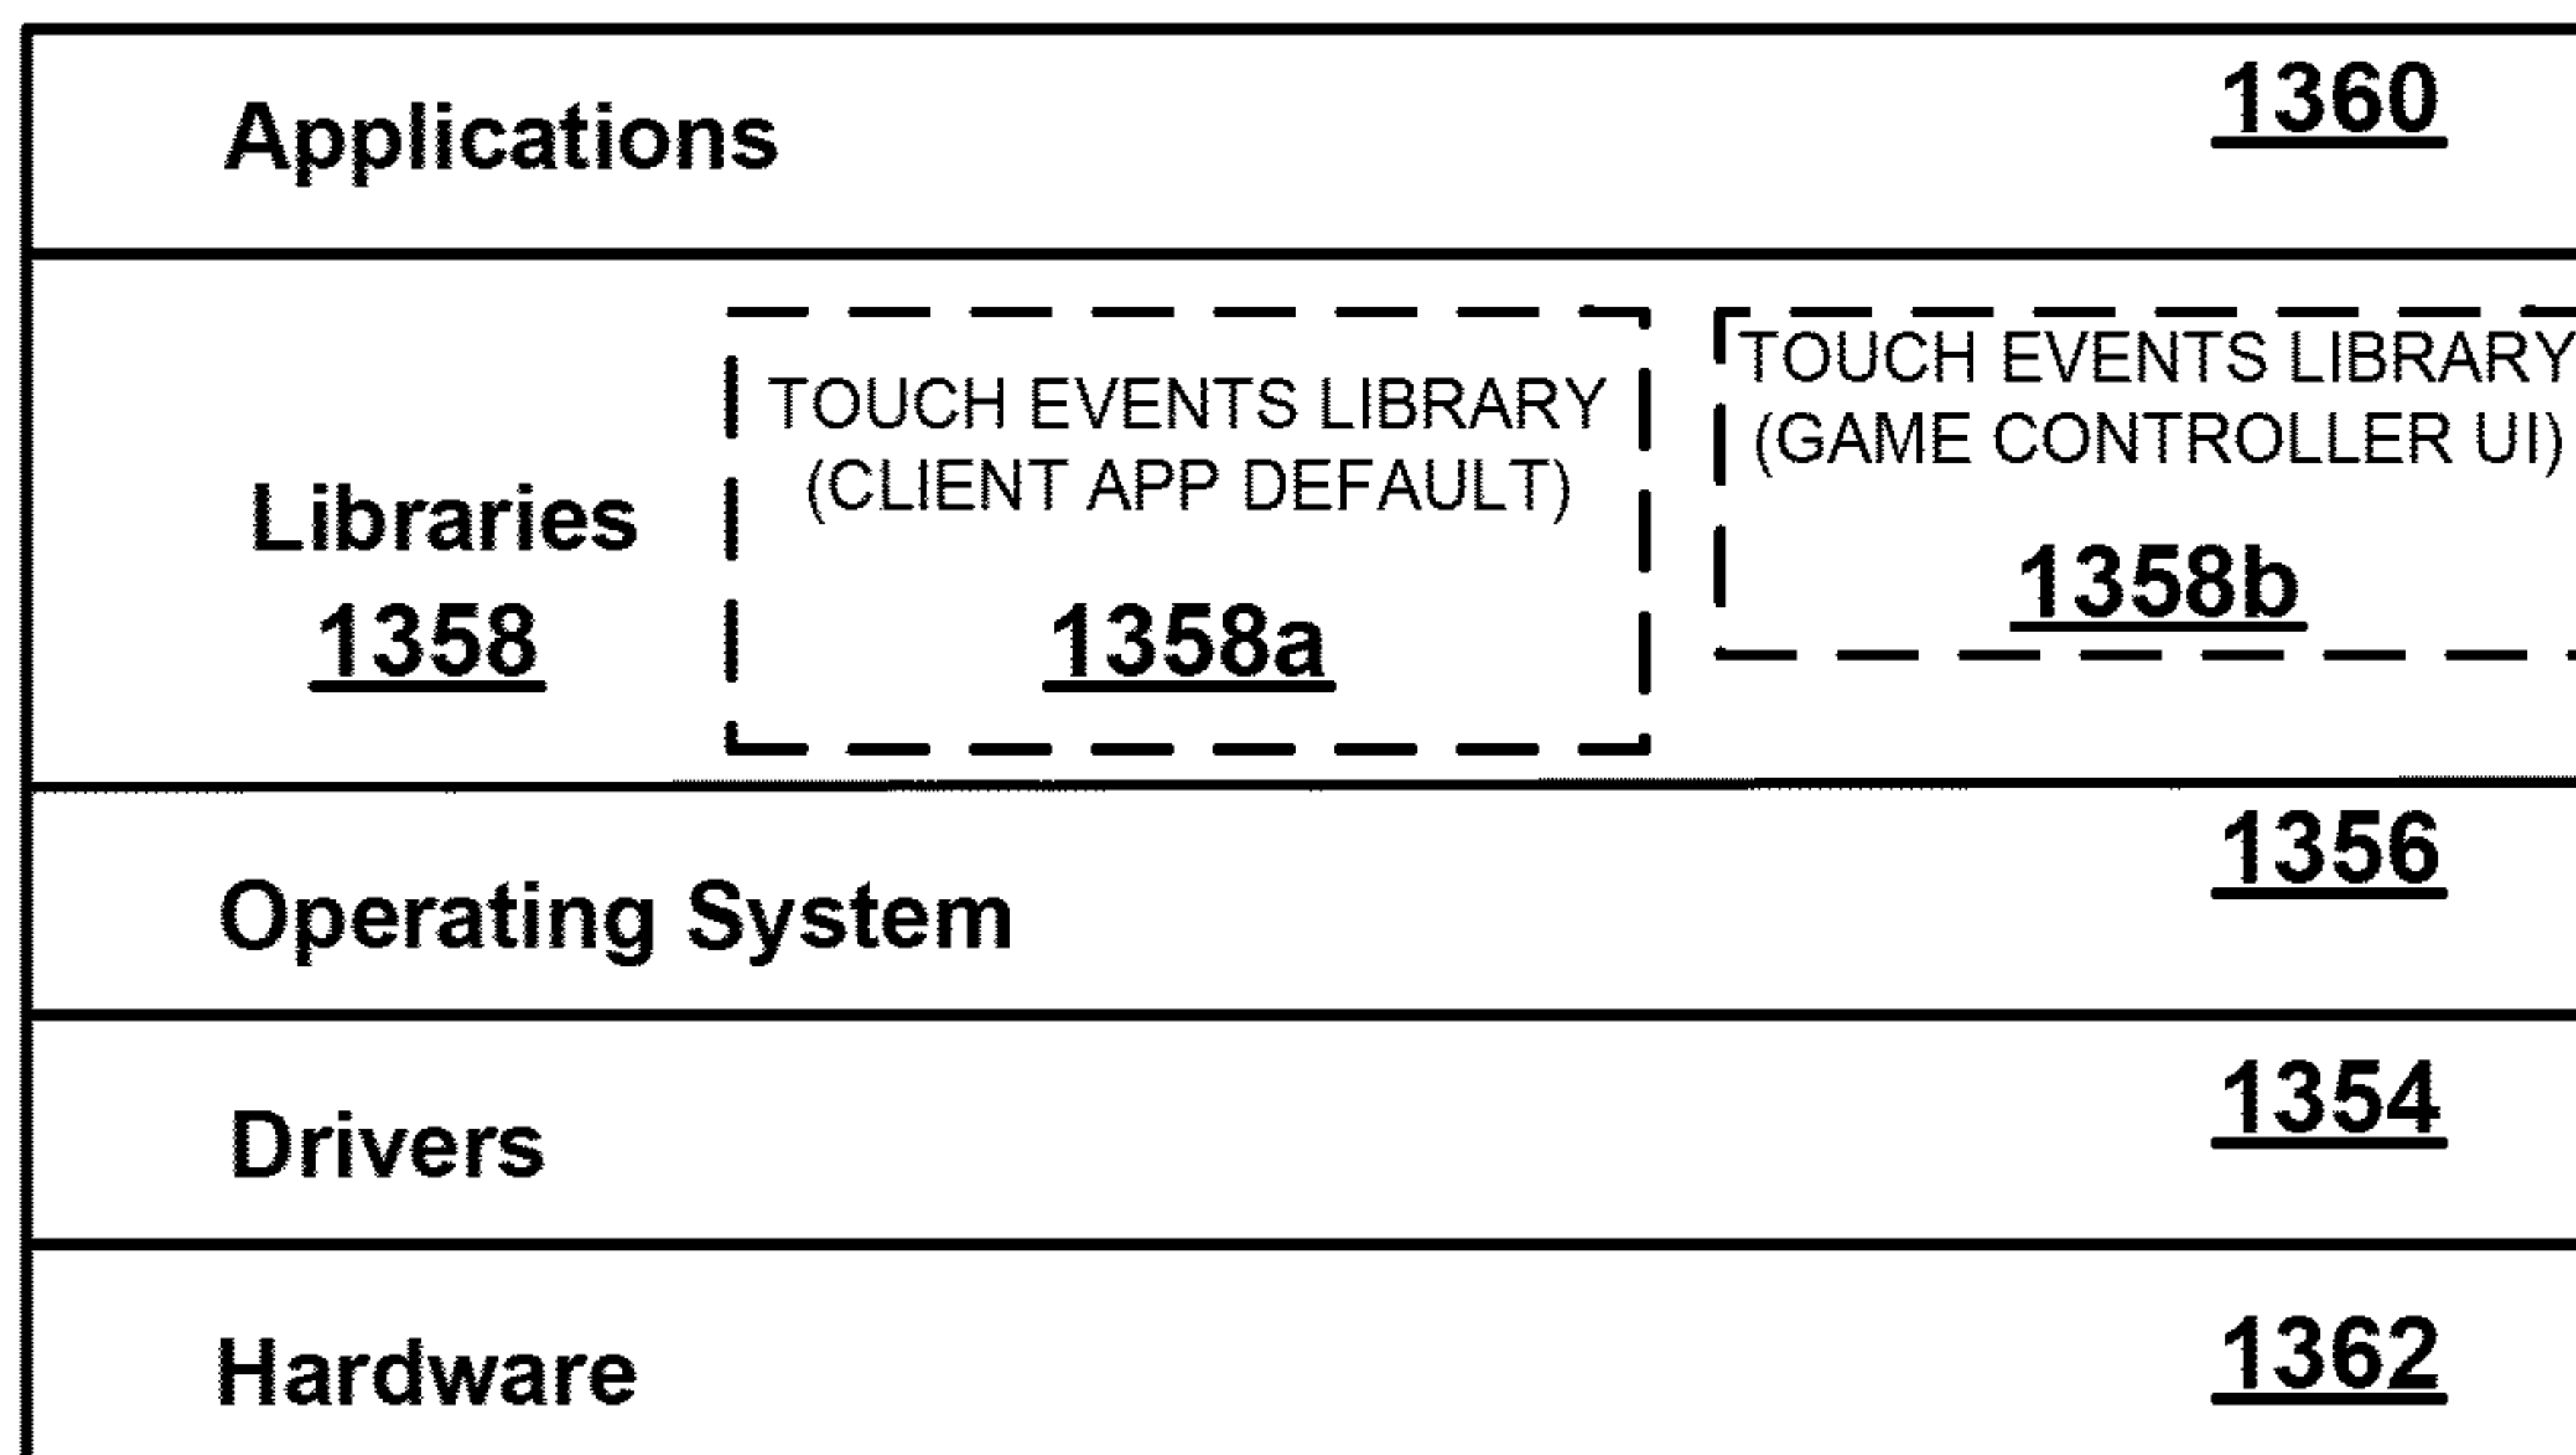 Applications
1360
TOUCH EVENTS LIBRARY
(CLIENT APP DEFAULT)
1358a
TOUCH EVENTS LIBRARY
(GAME CONTROLLER UI)
1358b
Libraries
1358
Operating System
1356
Drivers
1354
Hardware
1362